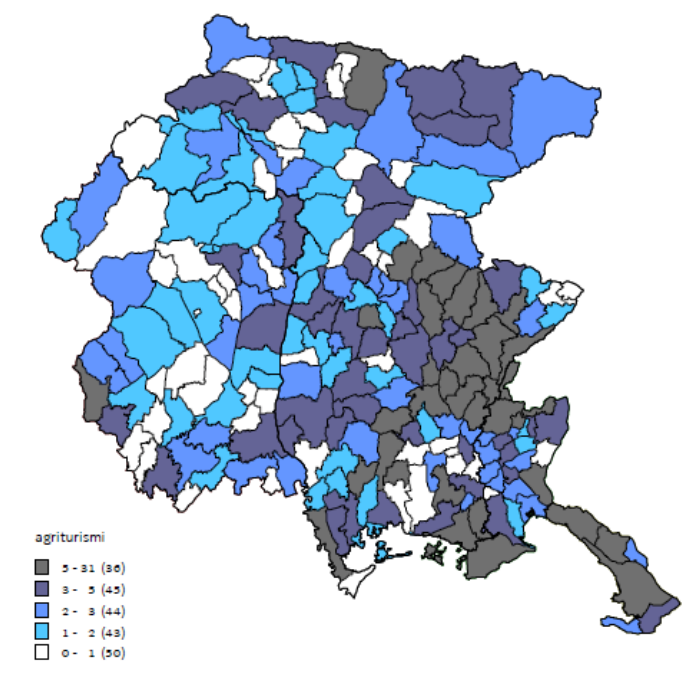 agriturismi
5 - 31 (36)
3 - 5 (45)
2 - 3 (44)
1 - 2 (43)
0 - 1 (50)